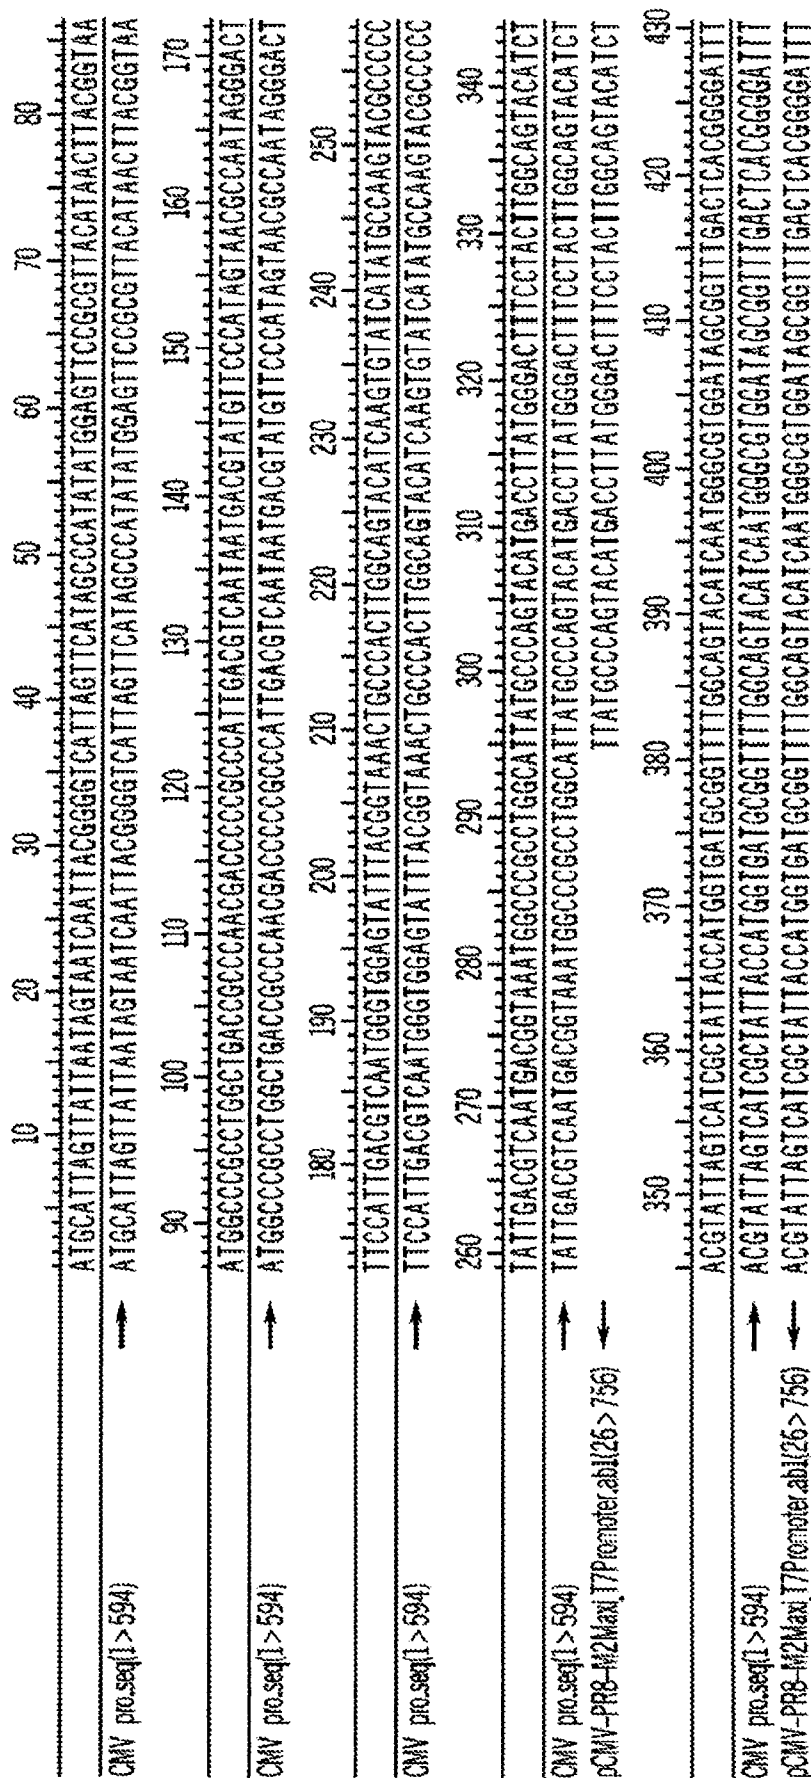 10 20 30 40 50 60 70 80
ATGCATTAGTTATTAATAGTAATCAATTACGGGGTCATTAGTTCATAGCCCATATATGGAGTTCCGCGTTACATAACTTACGGTAA
CMV pro.seq(1>594) → ATGCATTAGTTATTAATAGTAATCAATTACGGGGTCATTAGTTCATAGCCCATATATGGAGTTCCGCGTTACATAACTTACGGTAA
90 100 110 120 130 140 150 160 170
ATGGCCCGCCTGGCTGACCGCCCAACGACCCCCGCCCATTGACGTCAATAATGACGTATGTTCCCATAGTAACGCCAATAGGGACT
CMV pro.seq(1>594) → ATGGCCCGCCTGGCTGACCGCCCAACGACCCCCGCCCATTGACGTCAATAATGACGTATGTTCCCATAGTAACGCCAATAGGGACT
180 190 200 210 220 230 240 250
TTCCATTGACGTCAATGGGTGGAGTATTTACGGTAAACTGCCCACTTGGCAGTACATCAAGTGTATCATATGCCAAGTACGCCCCC
CMV pro.seq(1>594) → TTCCATTGACGTCAATGGGTGGAGTATTTACGGTAAACTGCCCACTTGGCAGTACATCAAGTGTATCATATGCCAAGTACGCCCCC
260 270 280 290 300 310 320 330 340
TATTGACGTCAATGACGGTAAATGGCCCGCCTGGCATTATGCCCAGTACATGACCTTATGGGACTTTCCTACTTGGCAGTACATCT
CMV pro.seq(1>594) → TATTGACGTCAATGACGGTAAATGGCCCGCCTGGCATTATGCCCAGTACATGACCTTATGGGACTTTCCTACTTGGCAGTACATCT
pCMV-PR8-M2Maxi_T7Promoter.ab1(26>756) ← TTATGCCCAGTACATGACCTTATGGGACTTTCCTACTTGGCAGTACATCT
350 360 370 380 390 400 410 420 430
ACGTATTAGTCATCGCTATTACCATGGTGATGCGGTTTTGGCAGTACATCAATGGGCGTGGATAGCGGTTTGACTCACGGGGATTT
CMV pro.seq(1>594) → ACGTATTAGTCATCGCTATTACCATGGTGATGCGGTTTTGGCAGTACATCAATGGGCGTGGATAGCGGTTTGACTCACGGGGATTT
pCMV-PR8-M2Maxi_T7Promoter.ab1(26>756) ← ACGTATTAGTCATCGCTATTACCATGGTGATGCGGTTTTGGCAGTACATCAATGGGCGTGGATAGCGGTTTGACTCACGGGGATTT